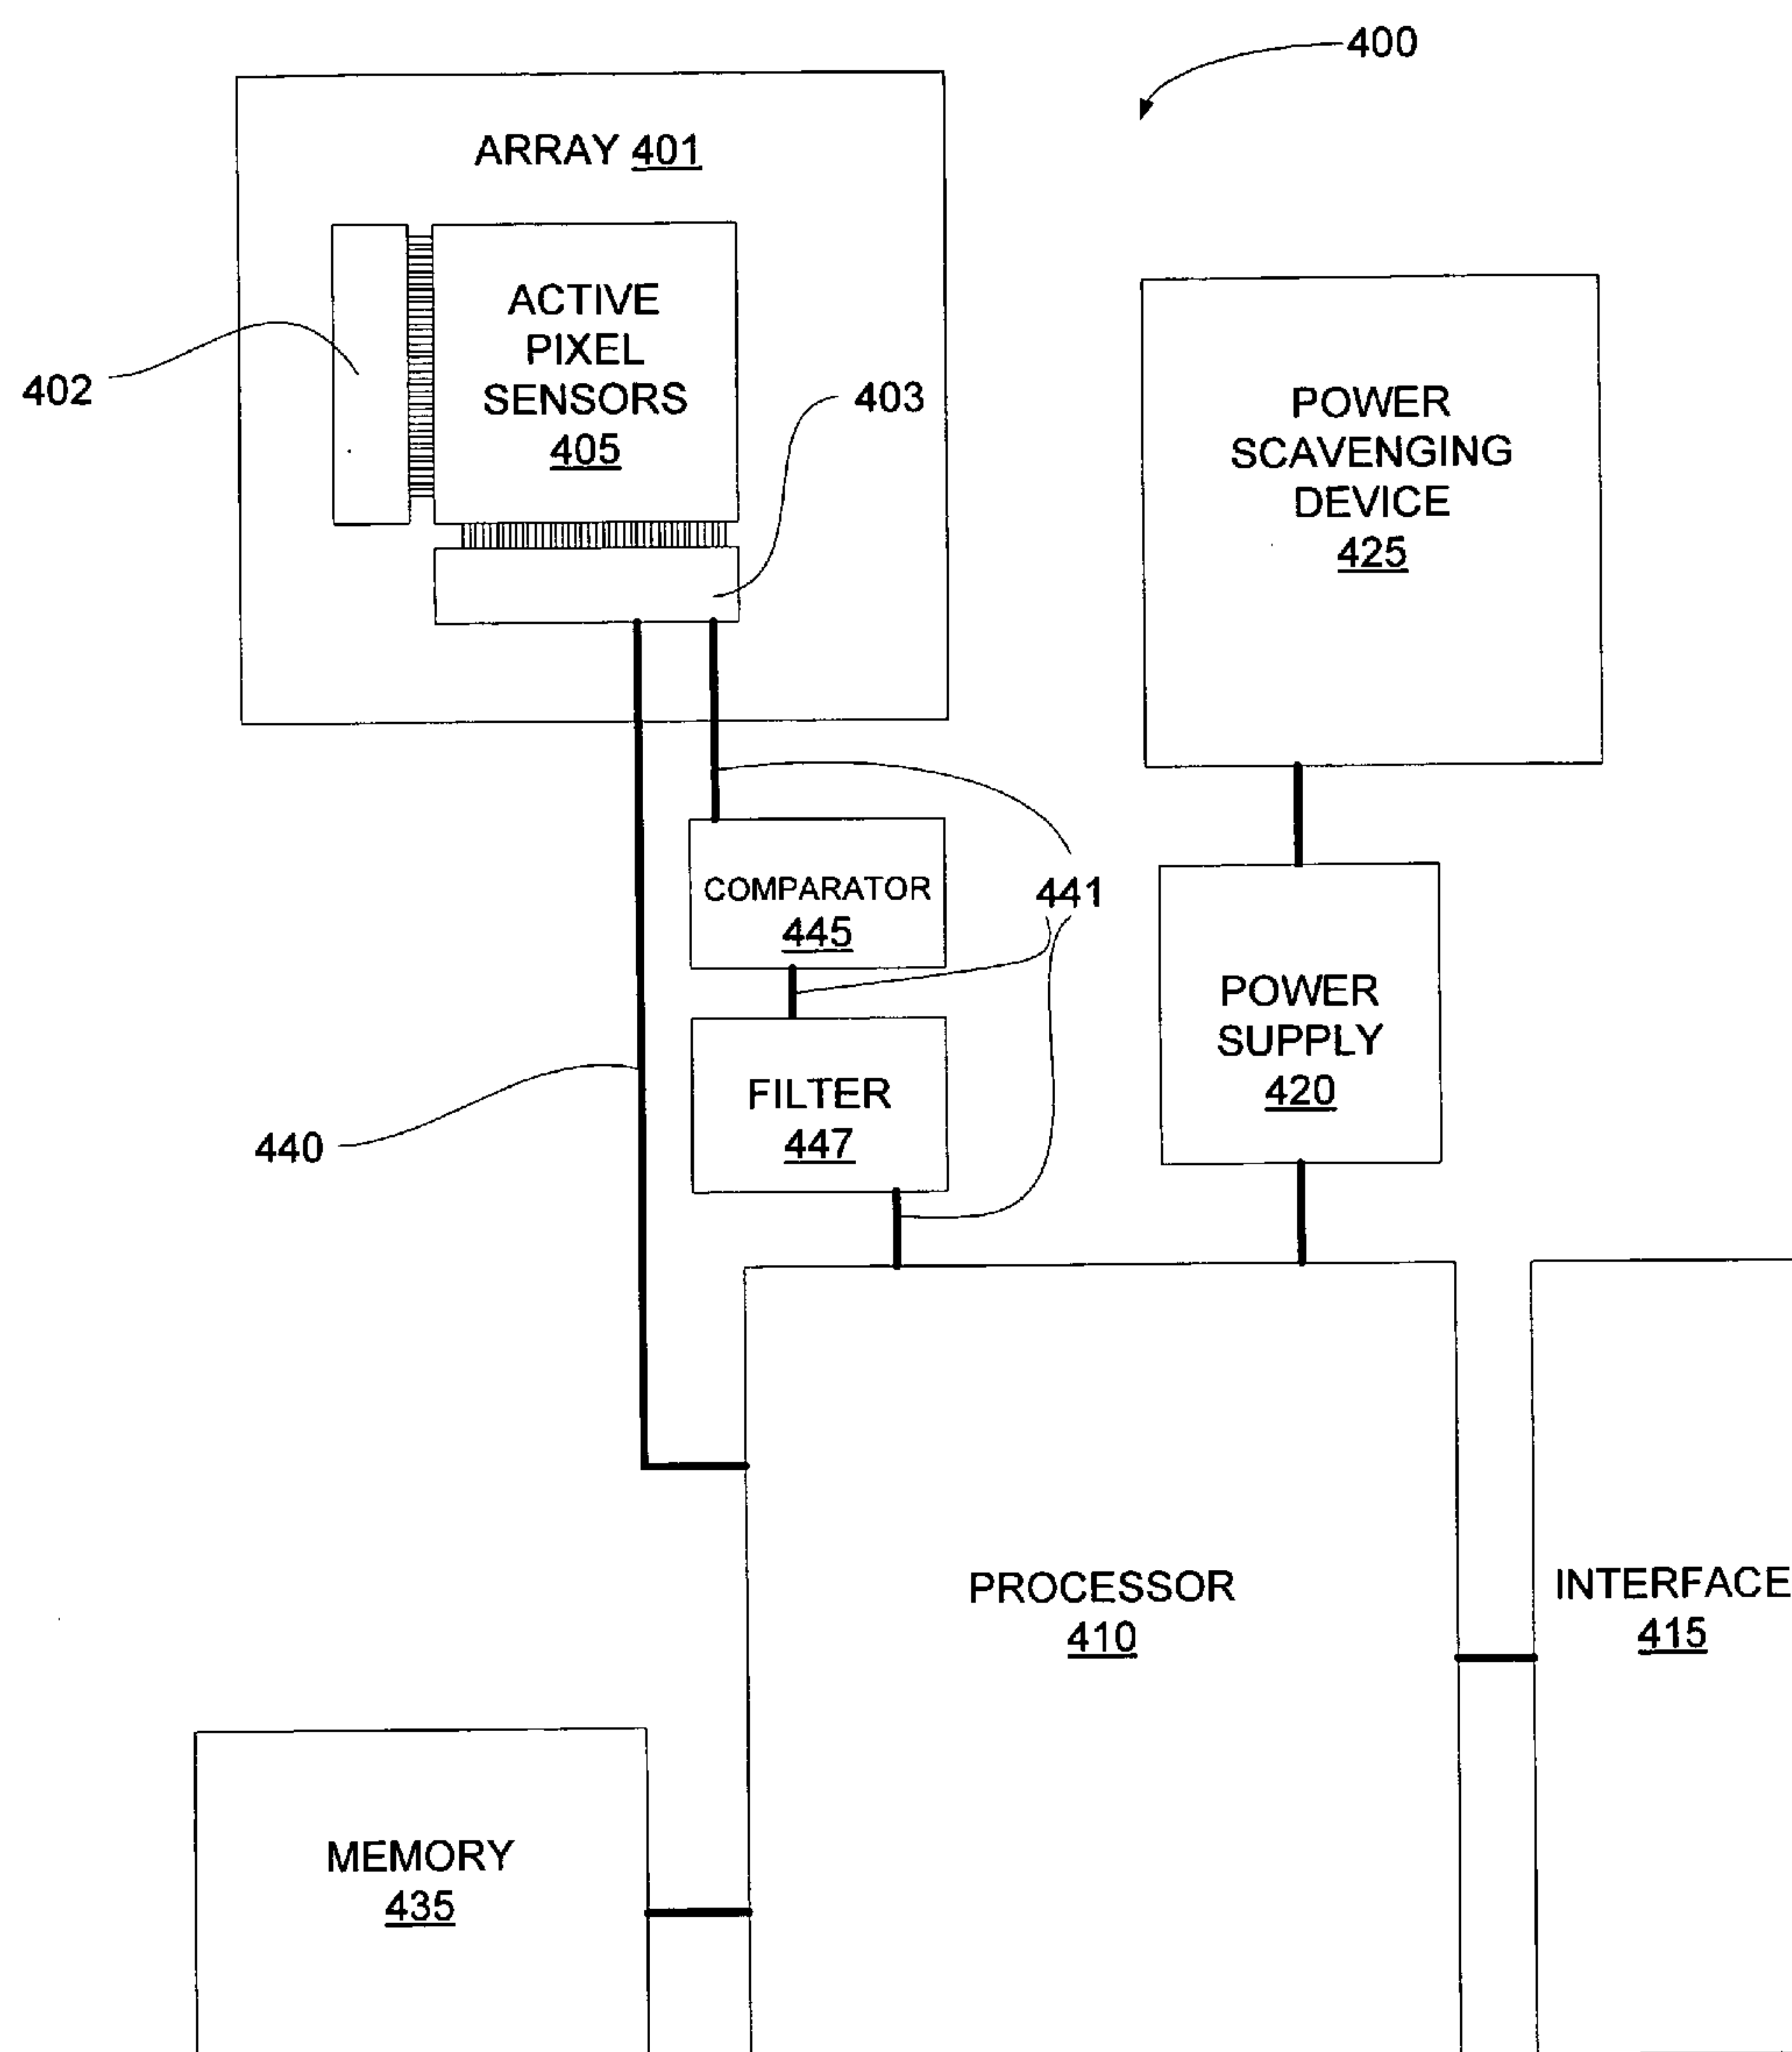 400
ARRAY 401
ACTIVE
PIXEL
SENSORS
405
402
403
POWER
SCAVENGING
DEVICE
425
COMPARATOR
445
441
POWER
SUPPLY
420
FILTER
447
440
PROCESSOR
410
INTERFACE
415
MEMORY
435